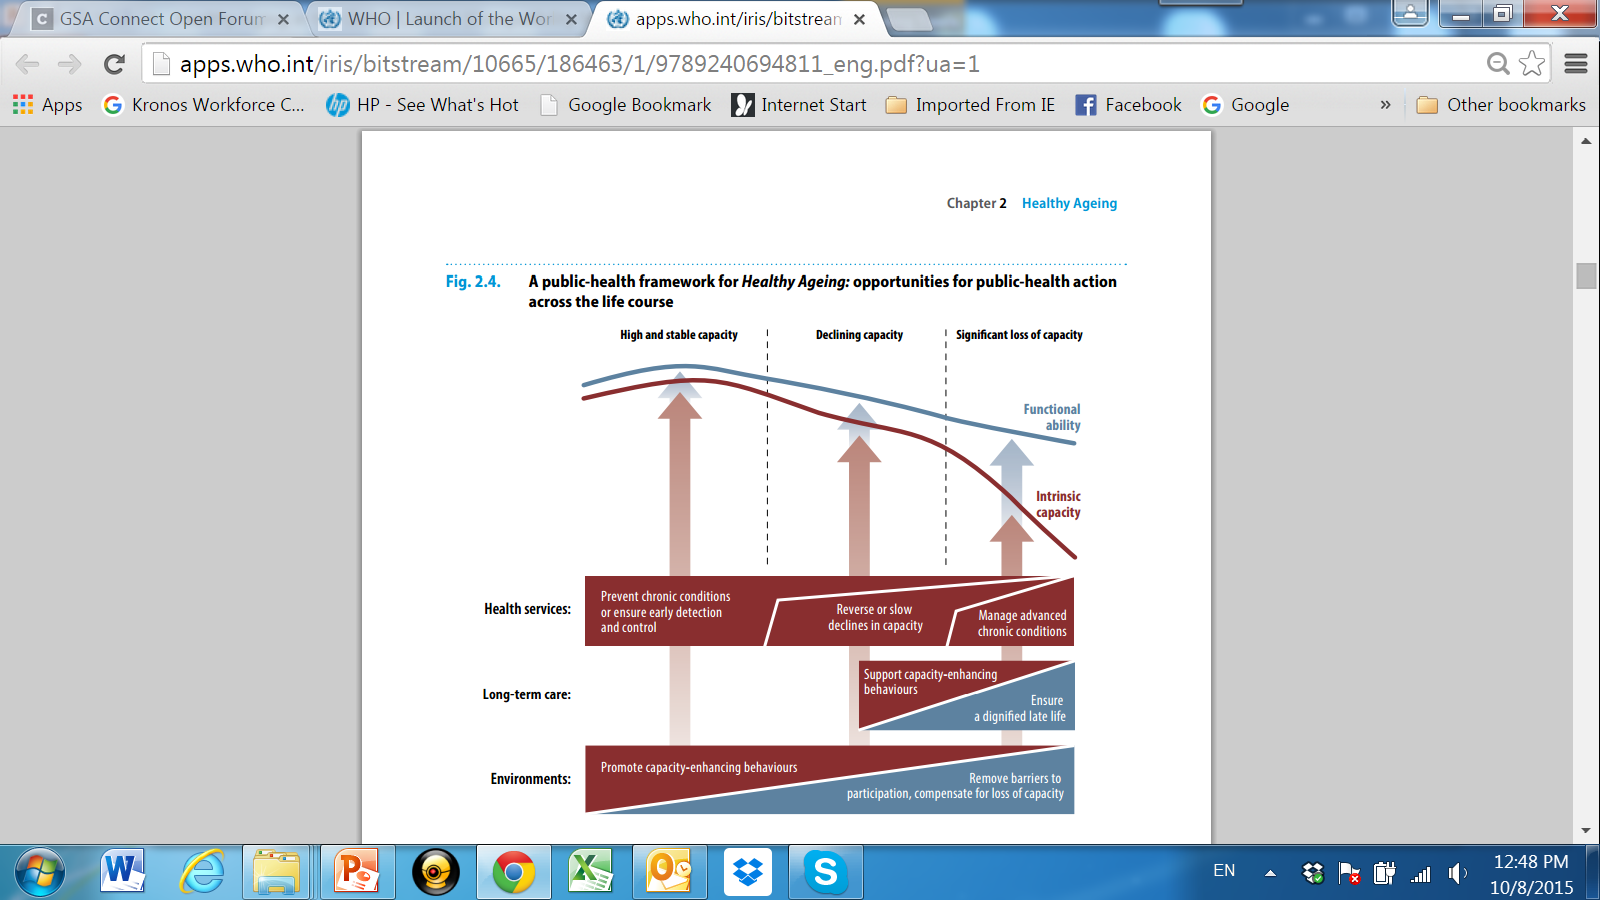 GSA Connect Open Forum
WHO | Launch of the Wor
apps.who.int/iris/bitstrean
apps.who.int/iris/bitstream/10665/186463/1/9789240694811_eng.pdf?ua=1
Apps
Kronos Workforce C...
HP - See What's Hot
Google Bookmark
Internet Start
Imported From IE
Facebook
Google
»
Other bookmarks
Chapter 2 Healthy Ageing
Fig. 2.4. A public-health framework for Healthy Ageing: opportunities for public-health action
across the life course
High and stable capacity
Declining capacity
Significant loss of capacity
Functional
ability
Intrinsic
capacity
Health services:
Prevent chronic conditions
or ensure early detection
and control
Reverse or slow
declines in capacity
Manage advanced
chronic conditions
Long-term care:
Support capacity-enhancing
behaviours
Ensure
a dignified late life
Environments:
Promote capacity-enhancing behaviours
Remove barriers to
participation, compensate for loss of capacity
EN
12:48 PM
10/8/2015